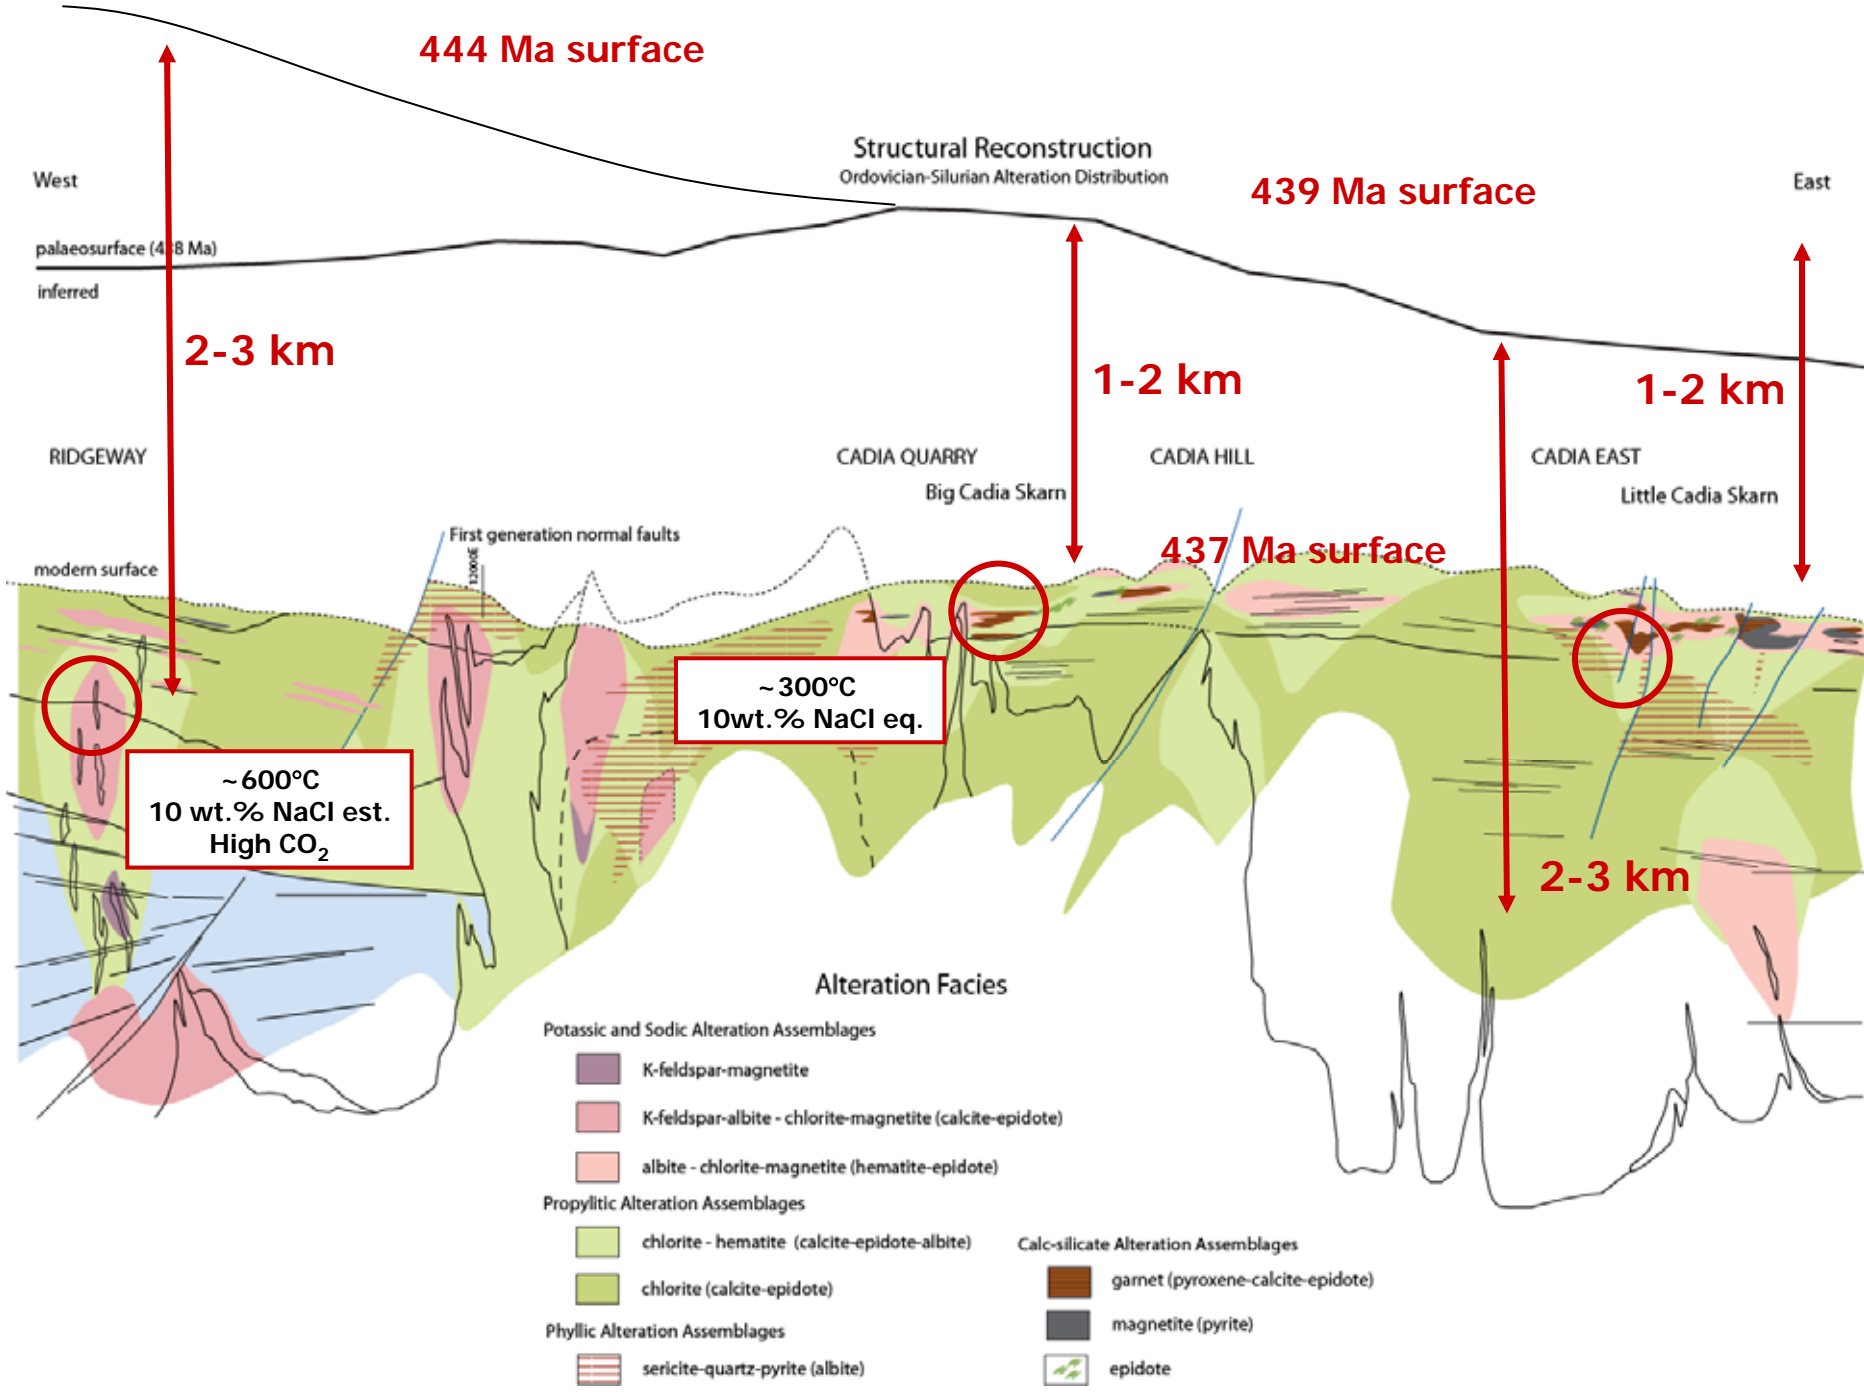 444 Ma surface
Structural Reconstruction
Ordovician-Silurian Alteration Distribution
West
439 Ma surface
East
palaeosurface (438 Ma)
inferred
2-3 km
1-2 km
1-2 km
RIDGEWAY
CADIA QUARRY
CADIA HILL
CADIA EAST
Big Cadia Skarn
Little Cadia Skarn
First generation normal faults
437 Ma surface
12000E
modern surface
~300°C
10wt.% NaCl eq.
~600°C
10 wt.% NaCl est.
High CO₂
2-3 km
Alteration Facies
Potassic and Sodic Alteration Assemblages
K-feldspar-magnetite
K-feldspar-albite - chlorite-magnetite (calcite-epidote)
albite - chlorite-magnetite (hematite-epidote)
Propylitic Alteration Assemblages
chlorite - hematite (calcite-epidote-albite)
chlorite (calcite-epidote)
Phyllic Alteration Assemblages
sericite-quartz-pyrite (albite)
Calc-silicate Alteration Assemblages
garnet (pyroxene-calcite-epidote)
magnetite (pyrite)
epidote